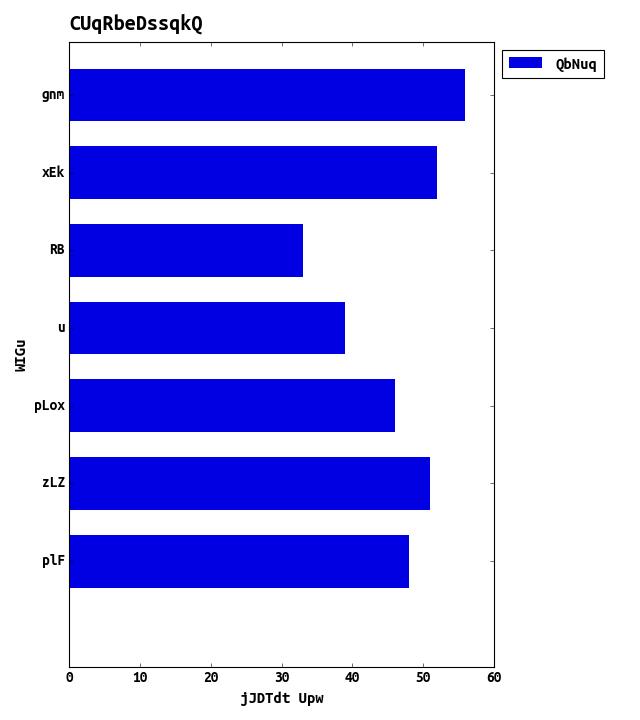 CUqRbeDssqkQ
QbNuq
gnm
xEk
RB
u
pLox
zLZ
plF
WIGu
0 10 20 30 40 50 60
jJDTdt Upw